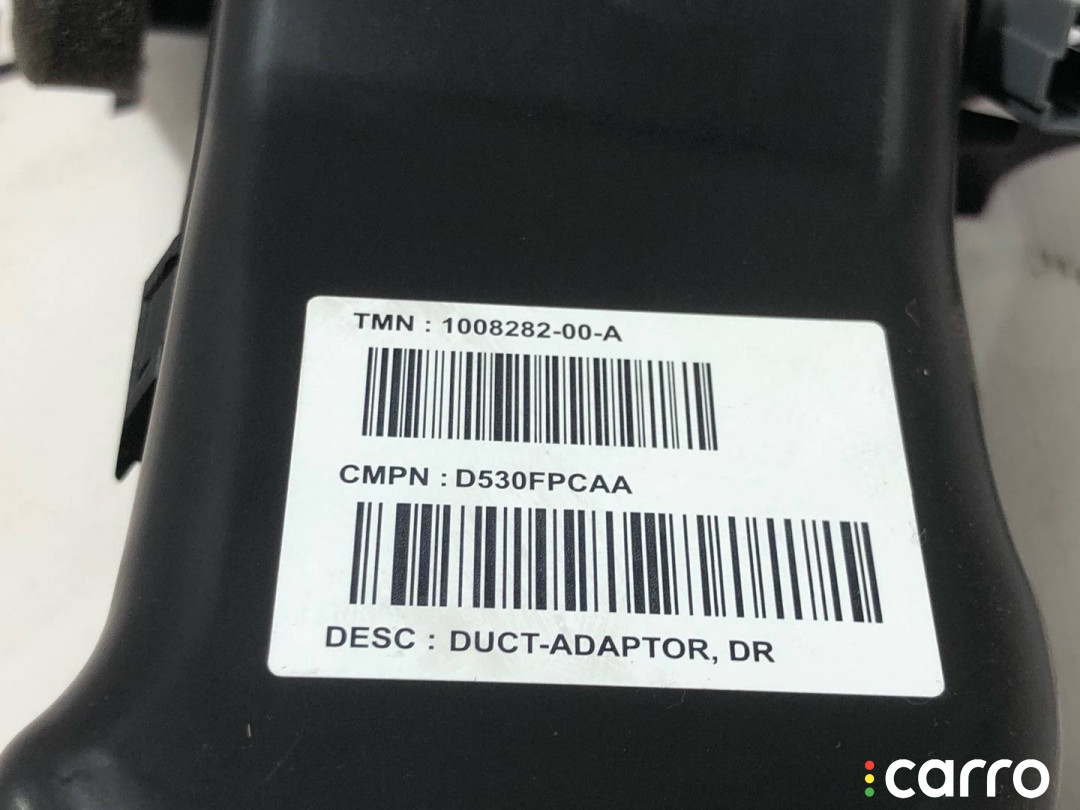 TMN : 1008282-00-A
CMPN : D530FPCAA
DESC : DUCT-ADAPTOR, DR
carro